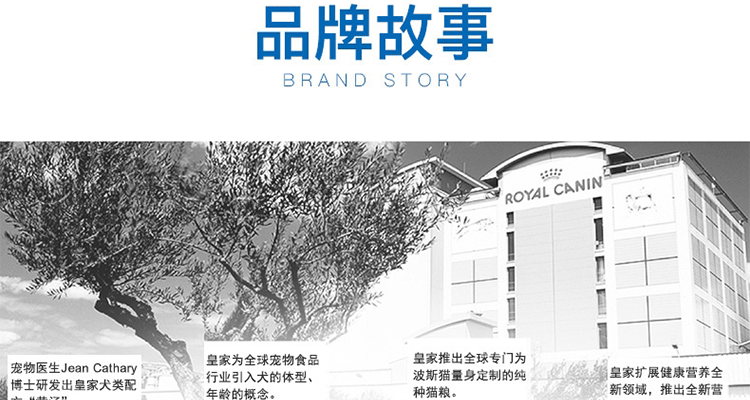 品牌故事
BRAND STORY
ROYAL CANIN
宠物医生Jean Cathary
博士研发出皇家犬类配
皇家为全球宠物食品
行业引入犬的体型、
年龄的概念。
皇家推出全球专门为
波斯猫量身定制的纯
种猫粮。
皇家扩展健康营养全
新领域，推出全新营